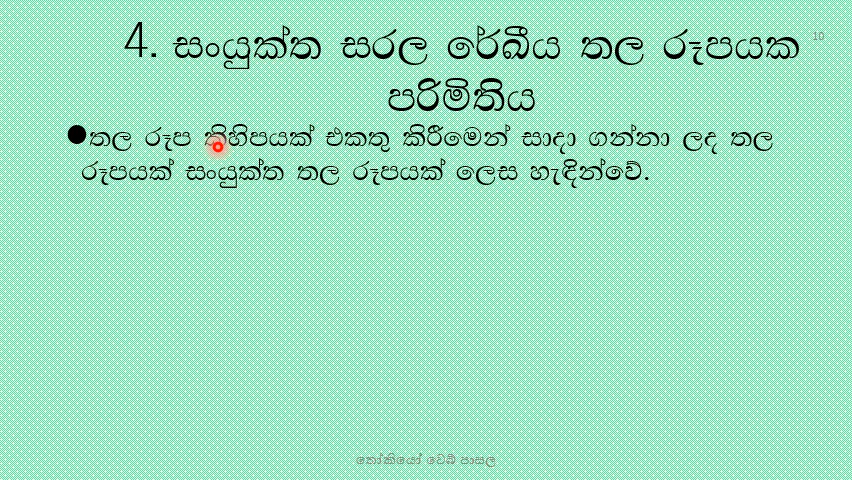 4. සංයුක්ත සරල රේඛීය තල රූපයක
10
පරිමිතිය
●තල රූප කිහිපයක් එකතු කිරීමෙන් සාදා ගන්නා ලද තල
රූපයක් සංයුක්ත තල රූපයක් ලෙස හැඳින්වේ.
තෝකියෝ වෙබ් පාසල